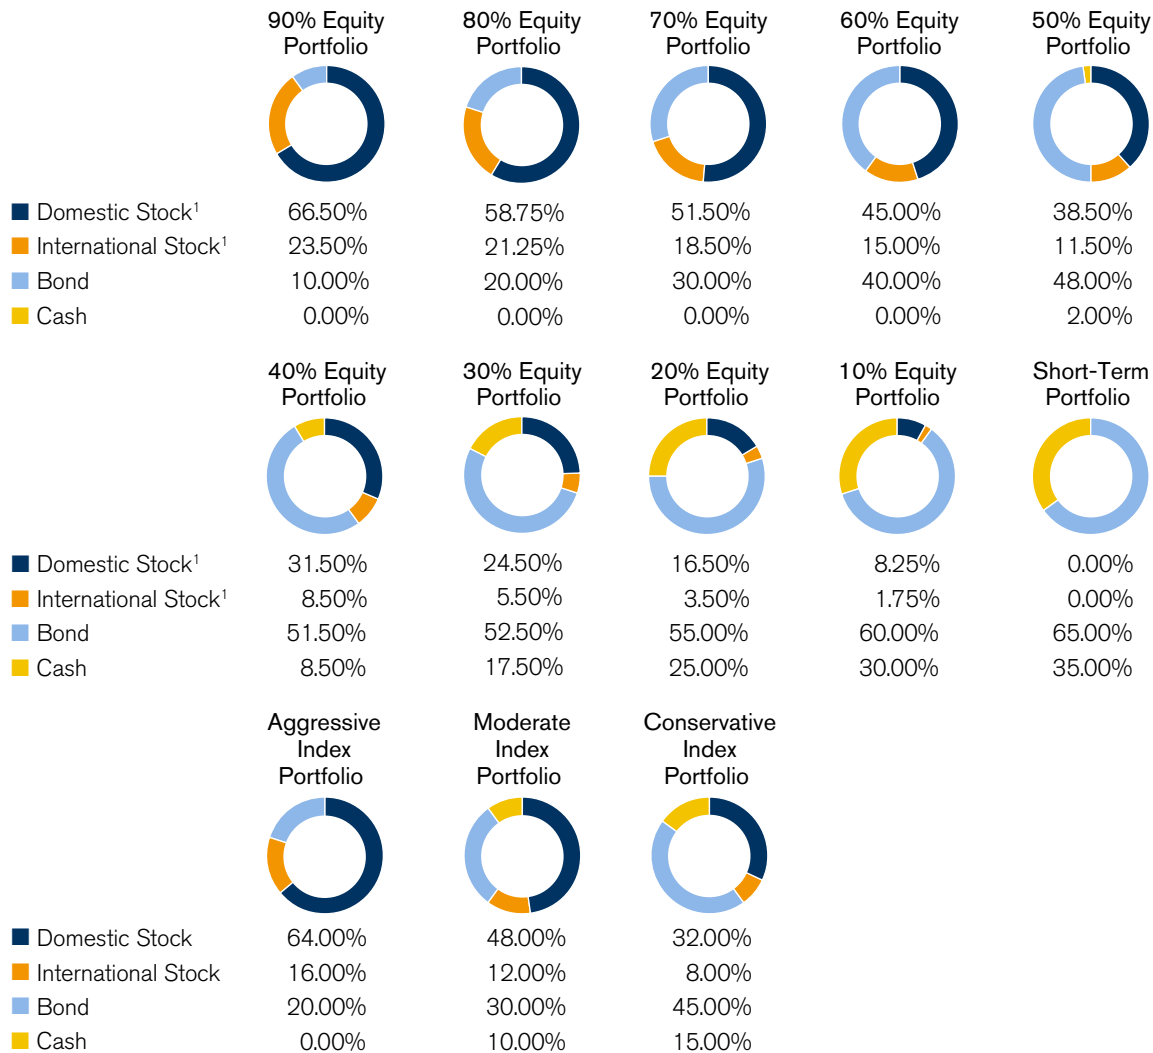 90% Equity Portfolio 80% Equity Portfolio 70% Equity Portfolio 60% Equity Portfolio 50% Equity Portfolio
Domestic Stock¹ 66.50% 58.75% 51.50% 45.00% 38.50%
International Stock¹ 23.50% 21.25% 18.50% 15.00% 11.50%
Bond 10.00% 20.00% 30.00% 40.00% 48.00%
Cash 0.00% 0.00% 0.00% 0.00% 2.00%
40% Equity Portfolio 30% Equity Portfolio 20% Equity Portfolio 10% Equity Portfolio Short-Term Portfolio
Domestic Stock¹ 31.50% 24.50% 16.50% 8.25% 0.00%
International Stock¹ 8.50% 5.50% 3.50% 1.75% 0.00%
Bond 51.50% 52.50% 55.00% 60.00% 65.00%
Cash 8.50% 17.50% 25.00% 30.00% 35.00%
Aggressive Index Portfolio Moderate Index Portfolio Conservative Index Portfolio
Domestic Stock 64.00% 48.00% 32.00%
International Stock 16.00% 12.00% 8.00%
Bond 20.00% 30.00% 45.00%
Cash 0.00% 10.00% 15.00%